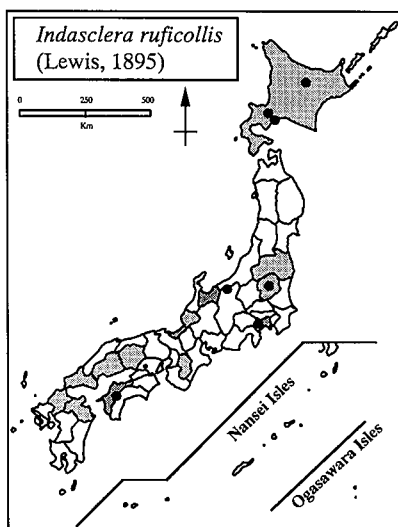 Indasclera ruficollis
(Lewis, 1895)
0 250 500
Km
Nansei Isles
Ogasawara Isles